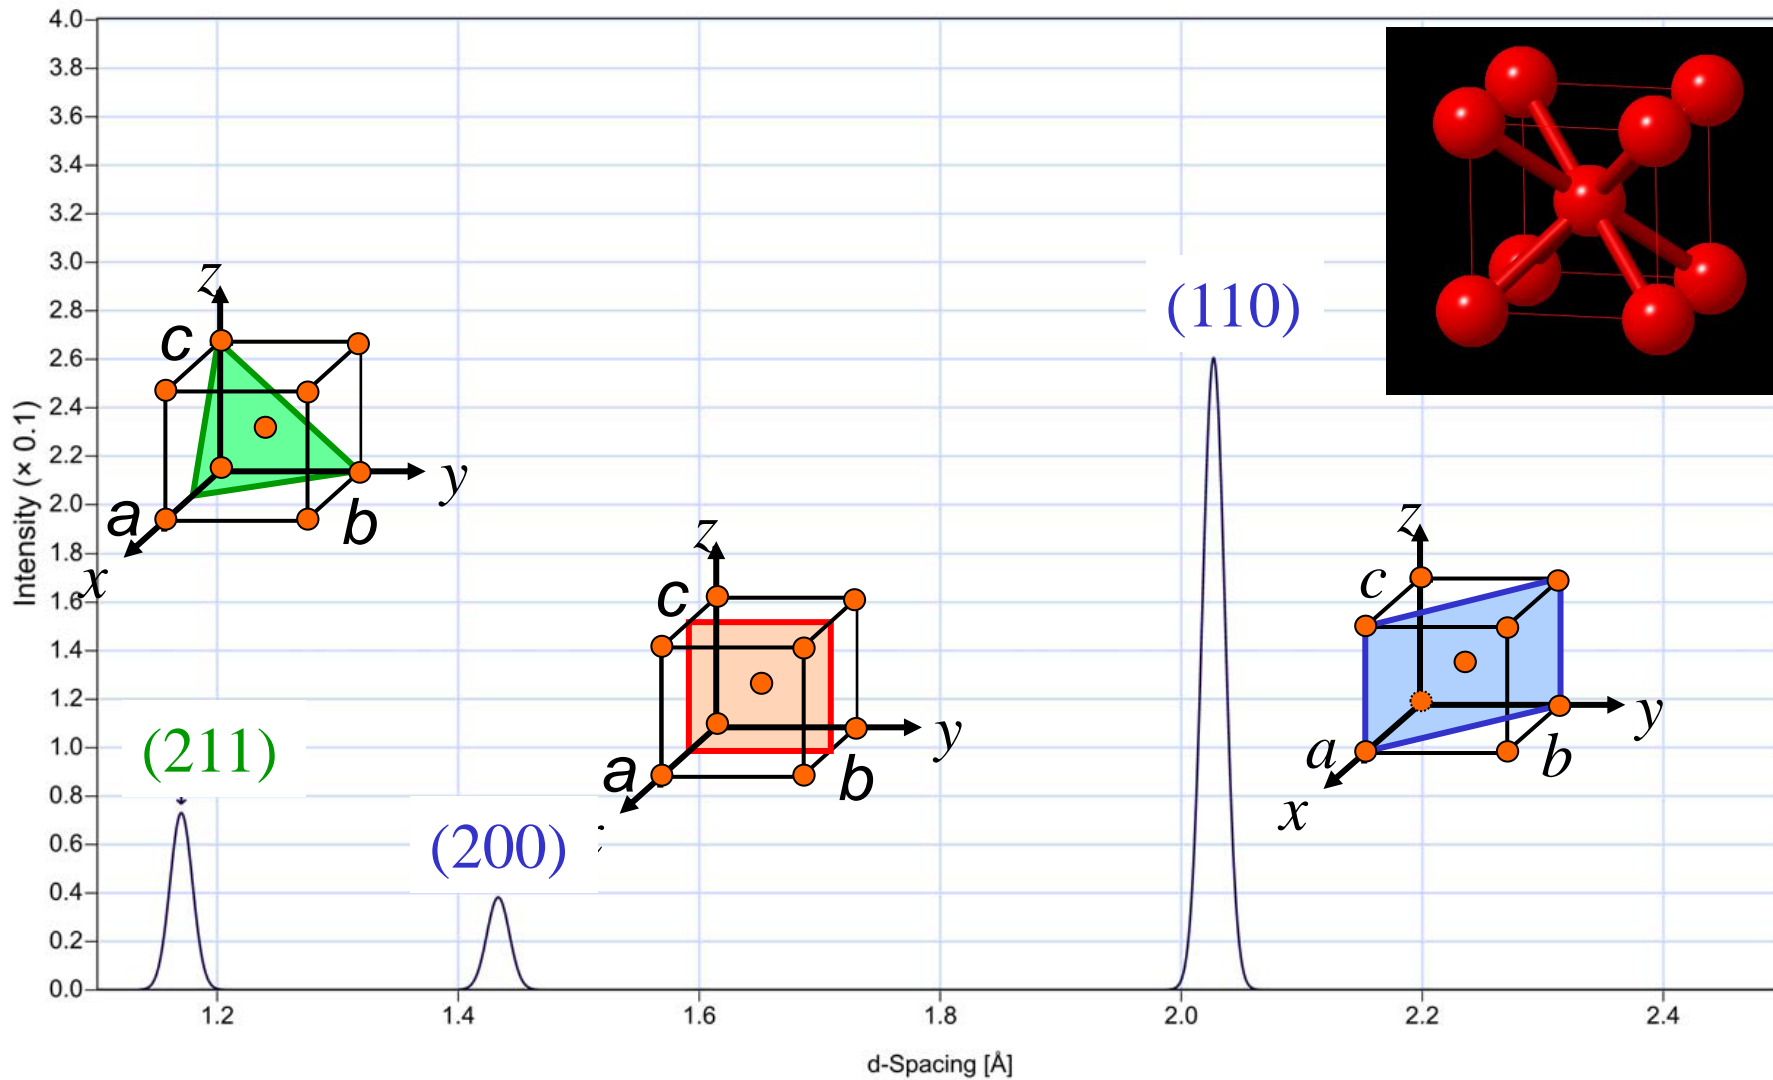 4.0
3.8
3.6
3.4
3.2
3.0
2.8
2.6
2.4
2.2
2.0
1.8
1.6
1.4
1.2
1.0
0.8
0.6
0.4
0.2
0.0
Intensity (× 0.1)
1.2
1.4
1.6
1.8
2.0
2.2
2.4
d-Spacing [Å]
z
c
y
a
b
x
(211)
z
c
y
a
b
(200)
(110)
z
c
y
a
b
x